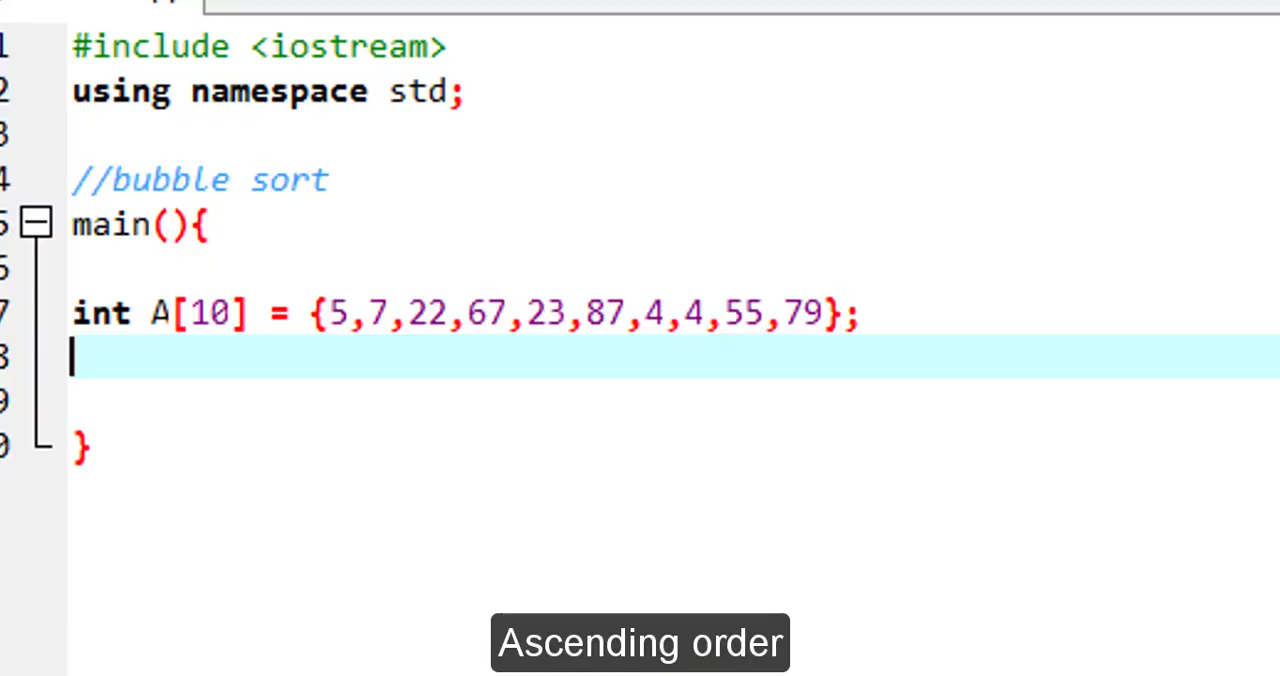 #include <iostream>
using namespace std;
//bubble sort
main(){
int A[10] = {5,7,22,67,23,87,4,4,55,79};
}
Ascending order